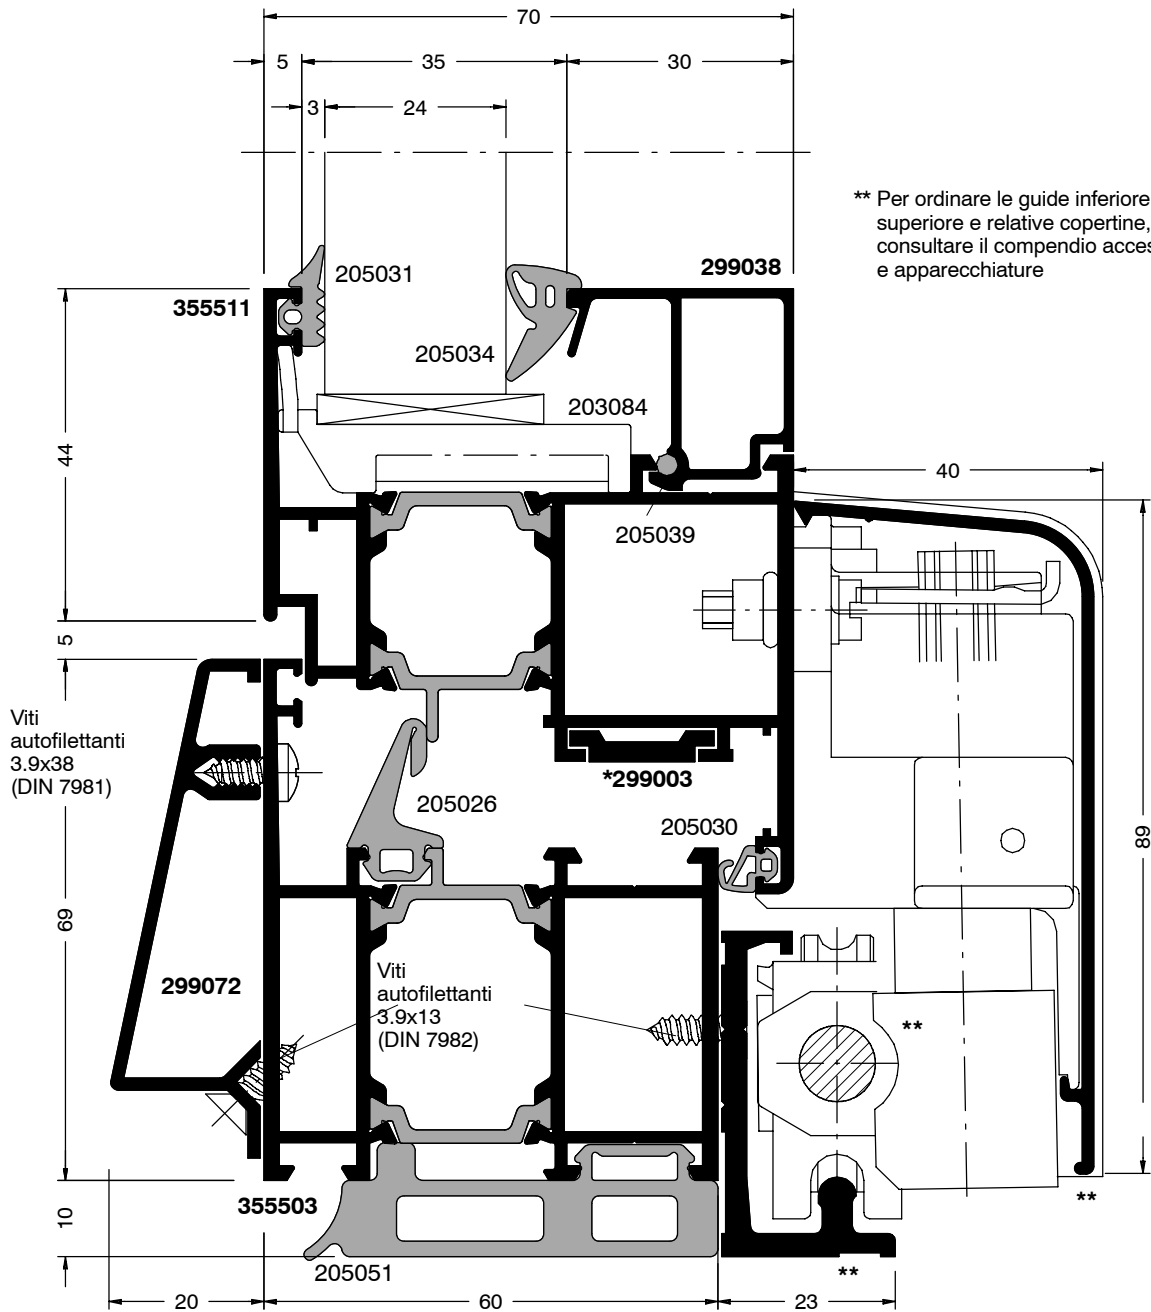 70
5
35
30
3
24
** Per ordinare le guide inferiore
superiore e relative copertine,
consultare il compendio
e apparecchiature
205031
299038
355511
205034
203084
44
40
205039
5
Viti
autofilettanti
3.9x38
(DIN 7981)
*299003
205026
205030
89
69
299072
Viti
autofilettanti
3.9x13
(DIN 7982)
**
**
355503
10
205051
**
20
60
23